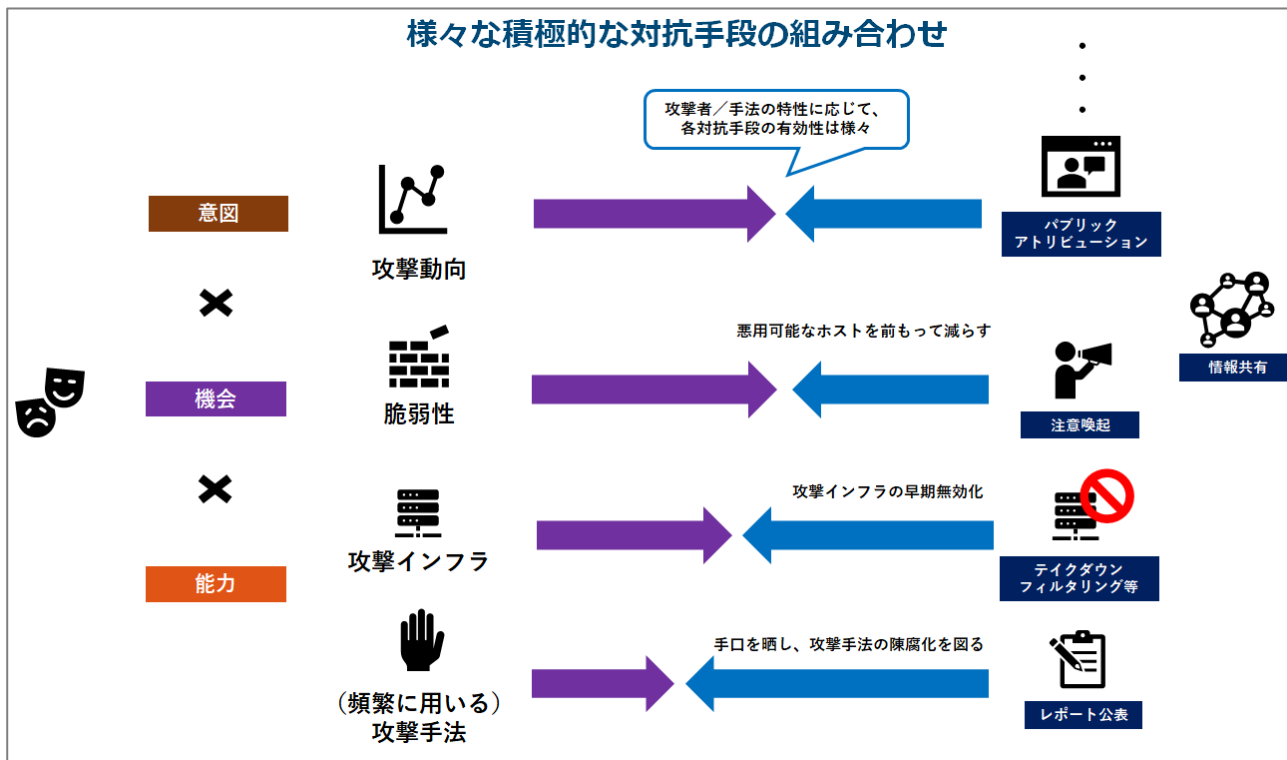 様々な積極的な対抗手段の組み合わせ
攻撃者／手法の特性に応じて、
各対抗手段の有効性は様々
意図
攻撃動向
パブリック
アトリビューション
悪用可能なホストを前もって減らす
機会
脆弱性
注意喚起
情報共有
攻撃インフラの早期無効化
能力
攻撃インフラ
テイクダウン
フィルタリング等
手口を晒し、攻撃手法の陳腐化を図る
（頻繁に用いる）
攻撃手法
レポート公表